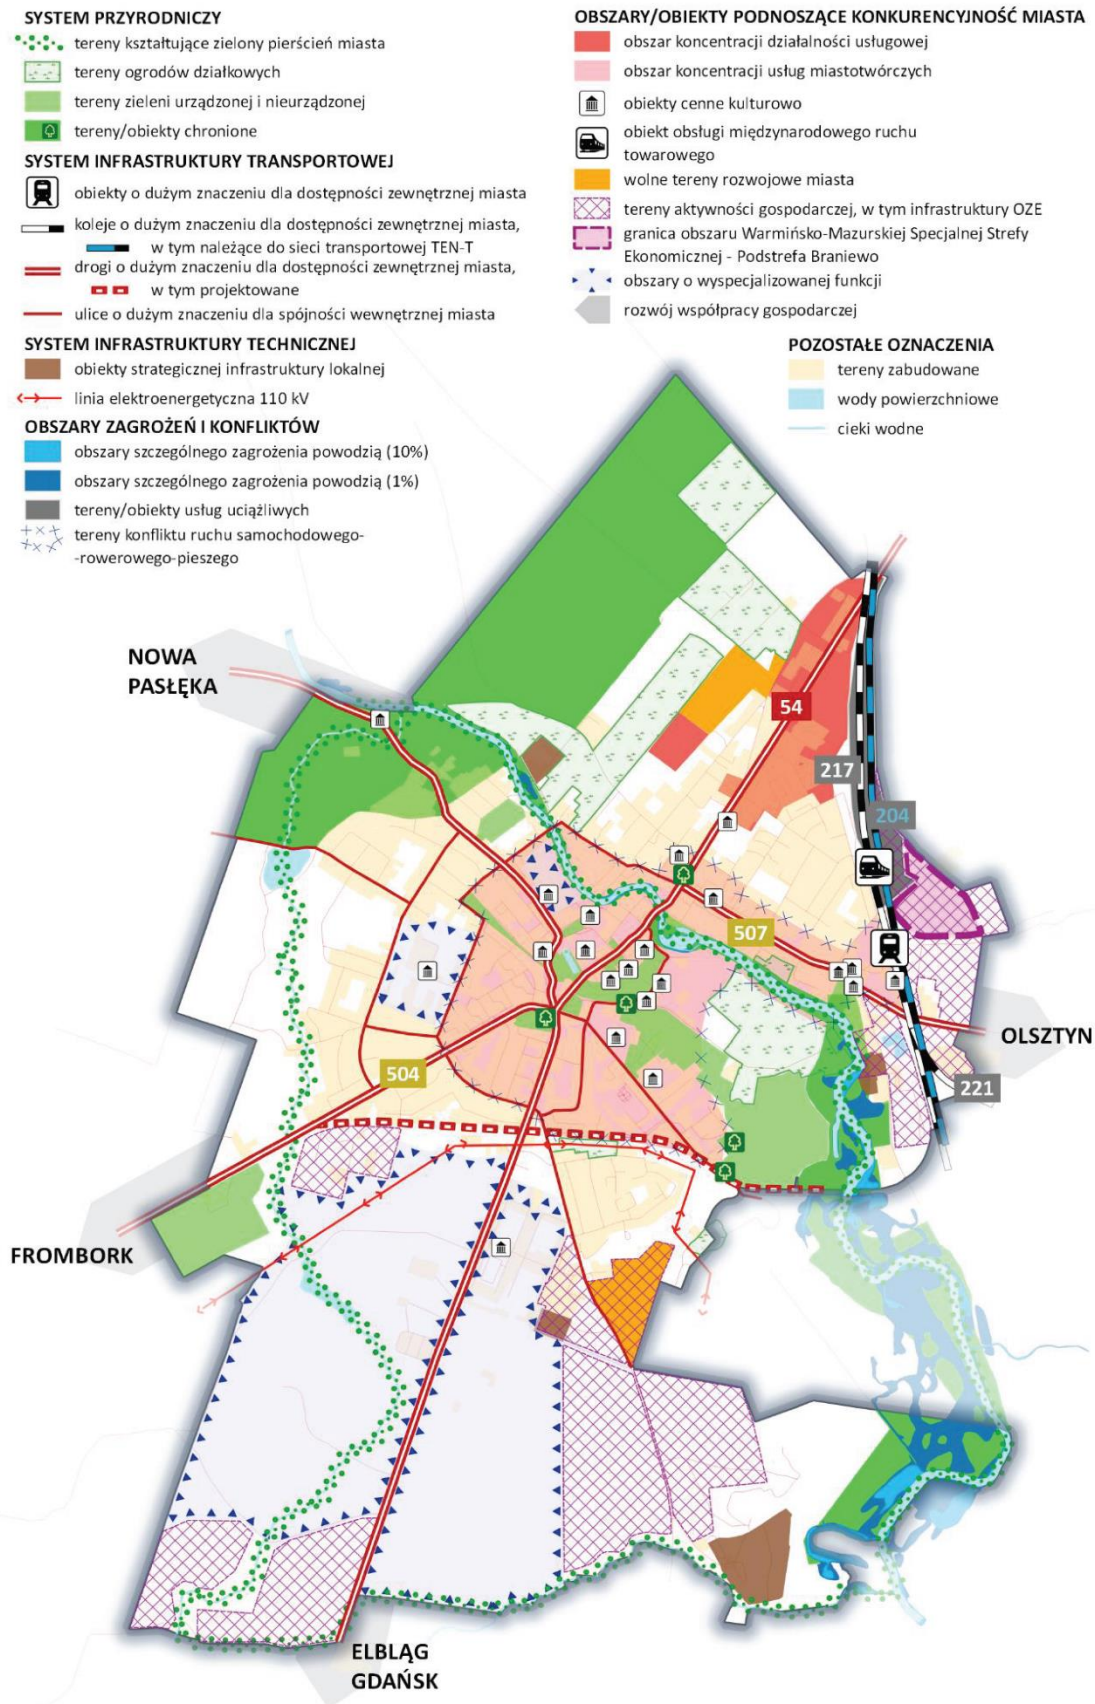 SYSTEM PRZYRODNICZY
tereny kształtujące zielony pierścień miasta
tereny ogrodów działkowych
tereny zieleni urządzonej i nieurządzonej
tereny/obiekty chronione
SYSTEM INFRASTRUKTURY TRANSPORTOWEJ
obiekty o dużym znaczeniu dla dostępności zewnętrznej miasta
koleje o dużym znaczeniu dla dostępności zewnętrznej miasta,
w tym należące do sieci transportowej TEN-T
drogi o dużym znaczeniu dla dostępności zewnętrznej miasta,
w tym projektowane
ulice o dużym znaczeniu dla spójności wewnętrznej miasta
SYSTEM INFRASTRUKTURY TECHNICZNEJ
obiekty strategicznej infrastruktury lokalnej
linia elektroenergetyczna 110 kV
OBSZARY ZAGROŻEŃ I KONFLIKTÓW
obszary szczególnego zagrożenia powodzią (10%)
obszary szczególnego zagrożenia powodzią (1%)
tereny/obiekty usług uciążliwych
tereny konfliktu ruchu samochodowego-
-rowerowego-pieszego
OBSZARY/OBIEKTY PODNOSZĄCE KONKURENCYJNOŚĆ MIASTA
obszar koncentracji działalności usługowej
obszar koncentracji usług miastotwórczych
obiekty cenne kulturowo
obiekt obsługi międzynarodowego ruchu
towarowego
wolne tereny rozwojowe miasta
tereny aktywności gospodarczej, w tym infrastruktury OZE
granica obszaru Warmińsko-Mazurskiej Specjalnej Strefy
Ekonomicznej - Podstrefa Braniewo
obszary o wyspecjalizowanej funkcji
rozwój współpracy gospodarczej
POZOSTAŁE OZNACZENIA
tereny zabudowane
wody powierzchniowe
cieki wodne
NOWA
PASŁĘKA
54
217
204
507
OLSZTYN
504
221
FROMBORK
ELBLĄG
GDAŃSK